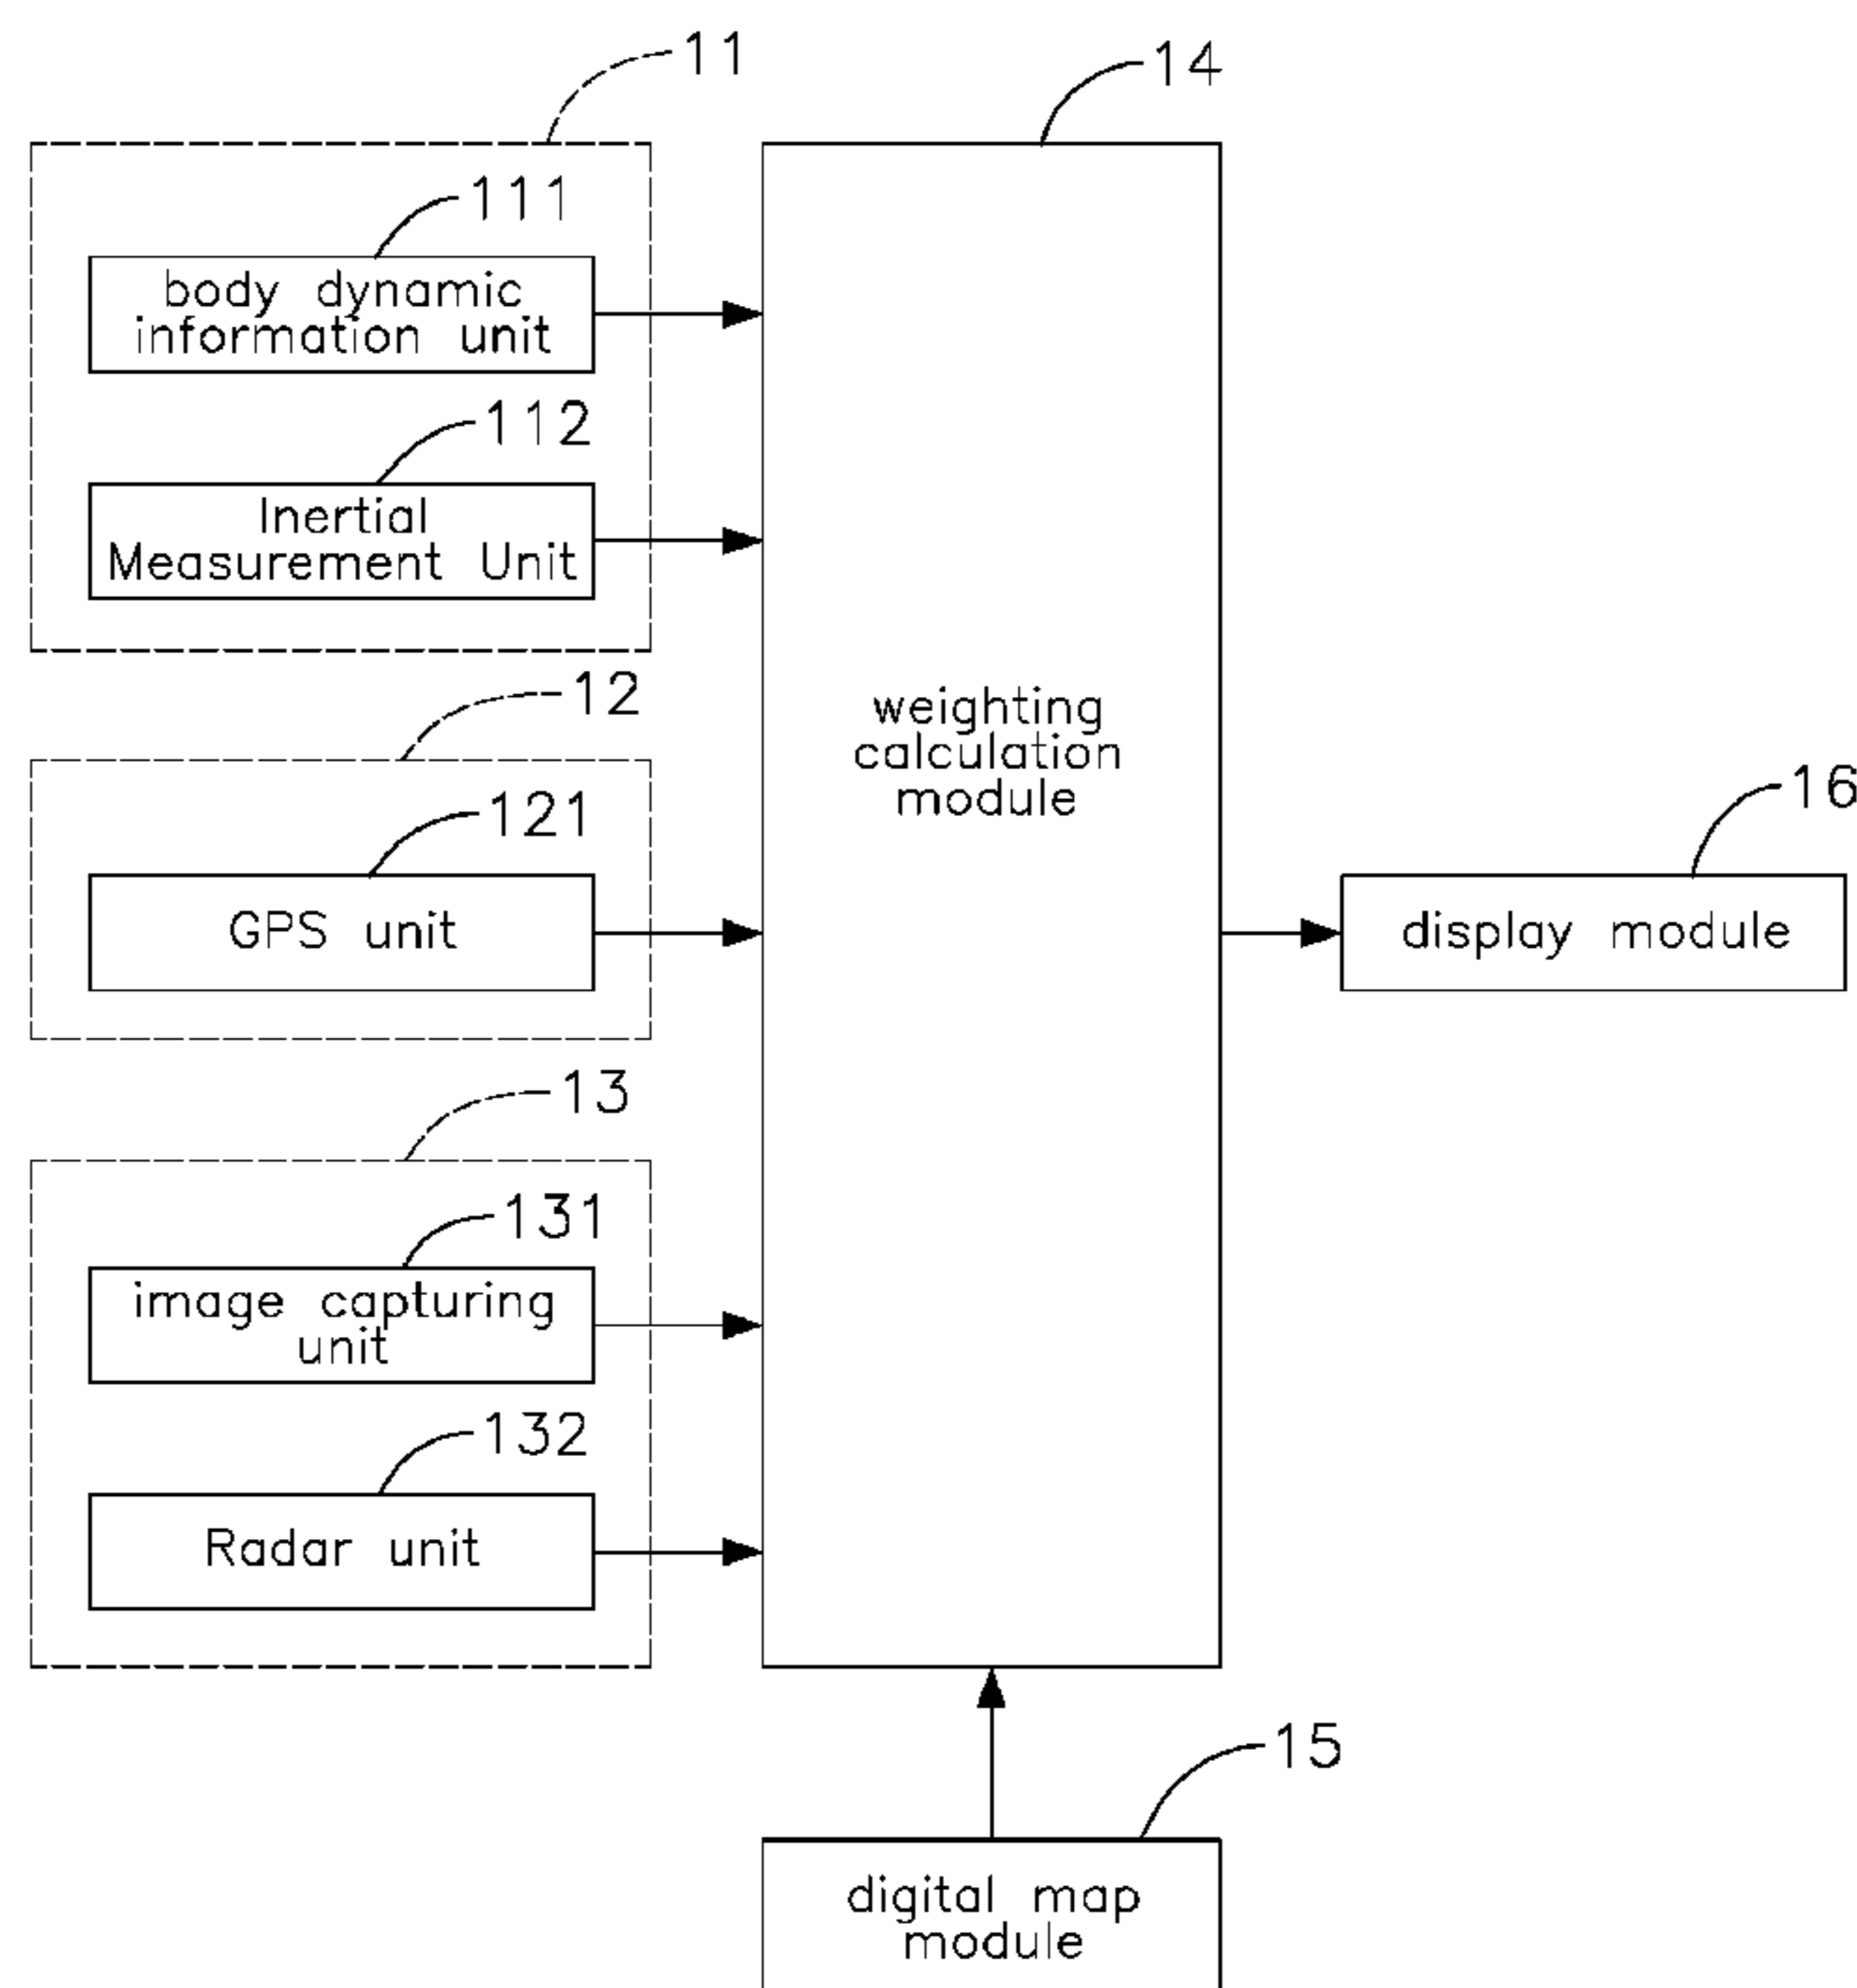 11
14
111
body dynamic
information unit
112
Inertial
Measurement Unit
12
weighting
calculation
module
121
GPS unit
16
display module
13
131
image capturing
unit
132
Radar unit
15
digital map
module